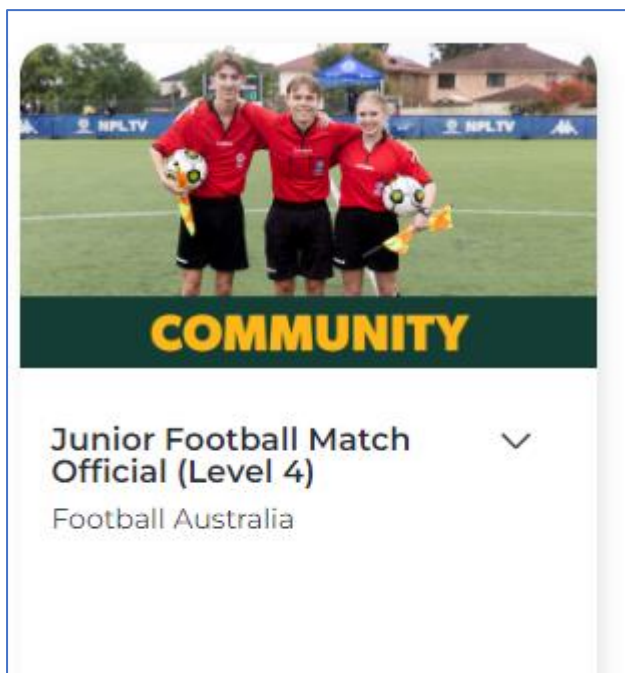 NPL.TV
NPL.TV
COMMUNITY
Junior Football Match
Official (Level 4)
Football Australia